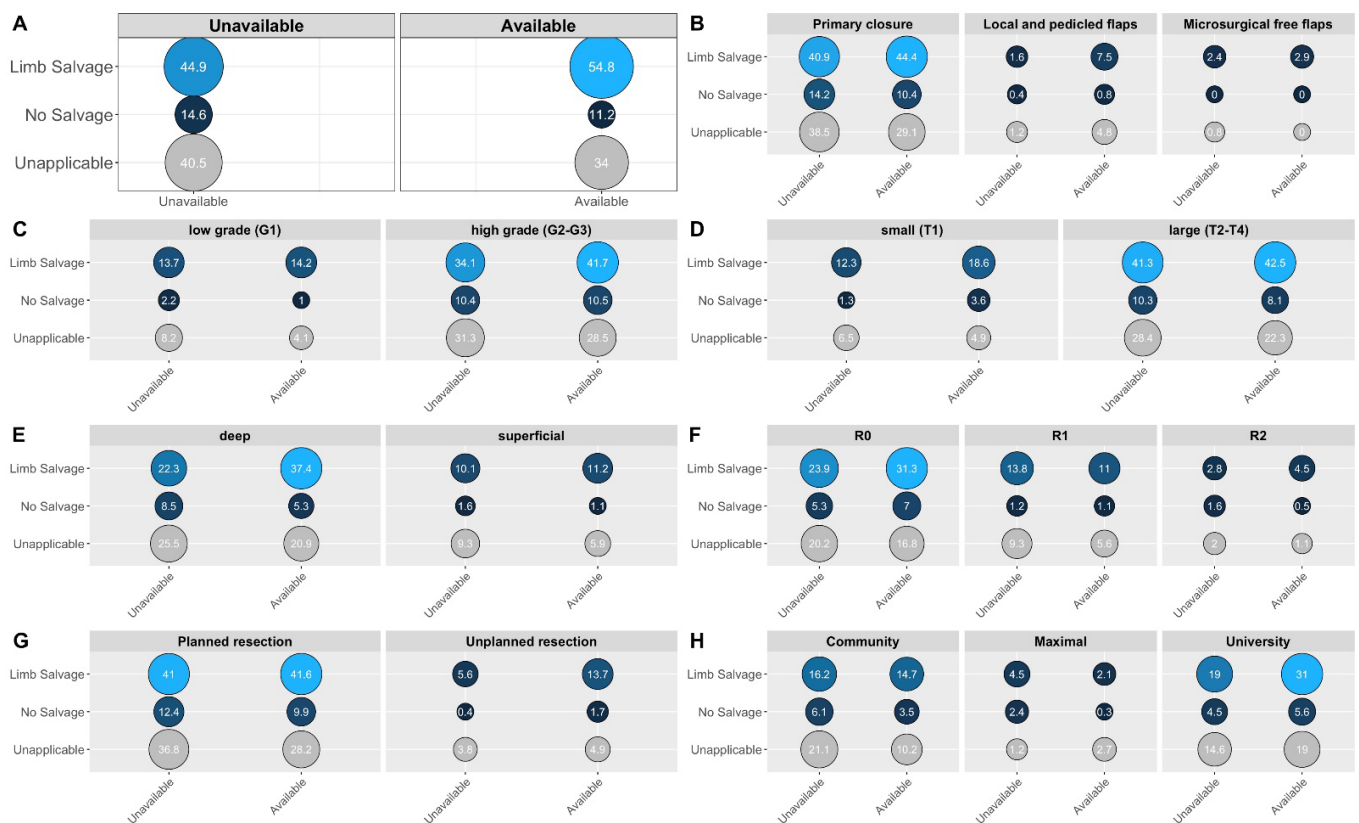 A
Unavailable Available
Limb Salvage 44.9 54.8
No Salvage 14.6 11.2
Unapplicable 40.5 34
Unavailable Available
B
Primary closure Local and pedicled flaps Microsurgical free flaps
Limb Salvage 40.9 44.4 1.6 7.5 2.4 2.9
No Salvage 14.2 10.4 0.4 0.8 0 0
Unapplicable 38.5 29.1 1.2 4.8 0.8 0
Unavailable Available Unavailable Available Unavailable Available
C
low grade (G1) high grade (G2-G3)
Limb Salvage 13.7 14.2 34.1 41.7
No Salvage 2.2 1 10.4 10.5
Unapplicable 8.2 4.1 31.3 28.5
Unavailable Available Unavailable Available
D
small (T1) large (T2-T4)
Limb Salvage 12.3 18.6 41.3 42.5
No Salvage 1.3 3.6 10.3 8.1
Unapplicable 6.5 4.9 28.4 22.3
Unavailable Available Unavailable Available
E
deep superficial
Limb Salvage 22.3 37.4 10.1 11.2
No Salvage 8.5 5.3 1.6 1.1
Unapplicable 25.5 20.9 9.3 5.9
Unavailable Available Unavailable Available
F
R0 R1 R2
Limb Salvage 23.9 31.3 13.8 11 2.8 4.5
No Salvage 5.3 7 1.2 1.1 1.6 0.5
Unapplicable 20.2 16.8 9.3 5.6 2 1.1
Unavailable Available Unavailable Available Unavailable Available
G
Planned resection Unplanned resection
Limb Salvage 41 41.6 5.6 13.7
No Salvage 12.4 9.9 0.4 1.7
Unapplicable 36.8 28.2 3.8 4.9
Unavailable Available Unavailable Available
H
Community Maximal University
Limb Salvage 16.2 14.7 4.5 2.1 19 31
No Salvage 6.1 3.5 2.4 0.3 4.5 5.6
Unapplicable 21.1 10.2 1.2 2.7 14.6 19
Unavailable Available Unavailable Available Unavailable Available